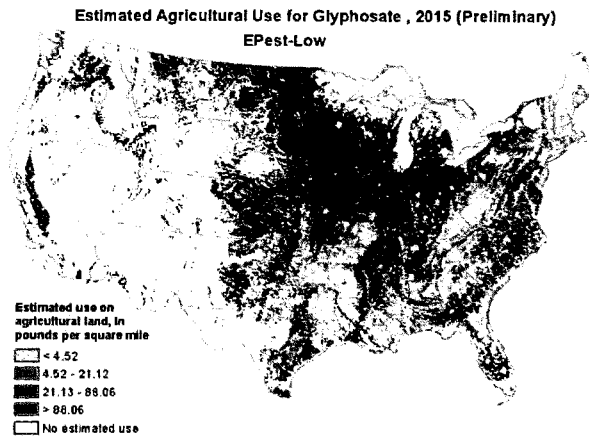 Estimated Agricultural Use for Glyphosate , 2015 (Preliminary)
EPest-Low
Estimated use on
agricultural land, in
pounds per square mile
< 4.52
4.52 - 21.12
21.13 - 88.06
> 88.06
No estimated use